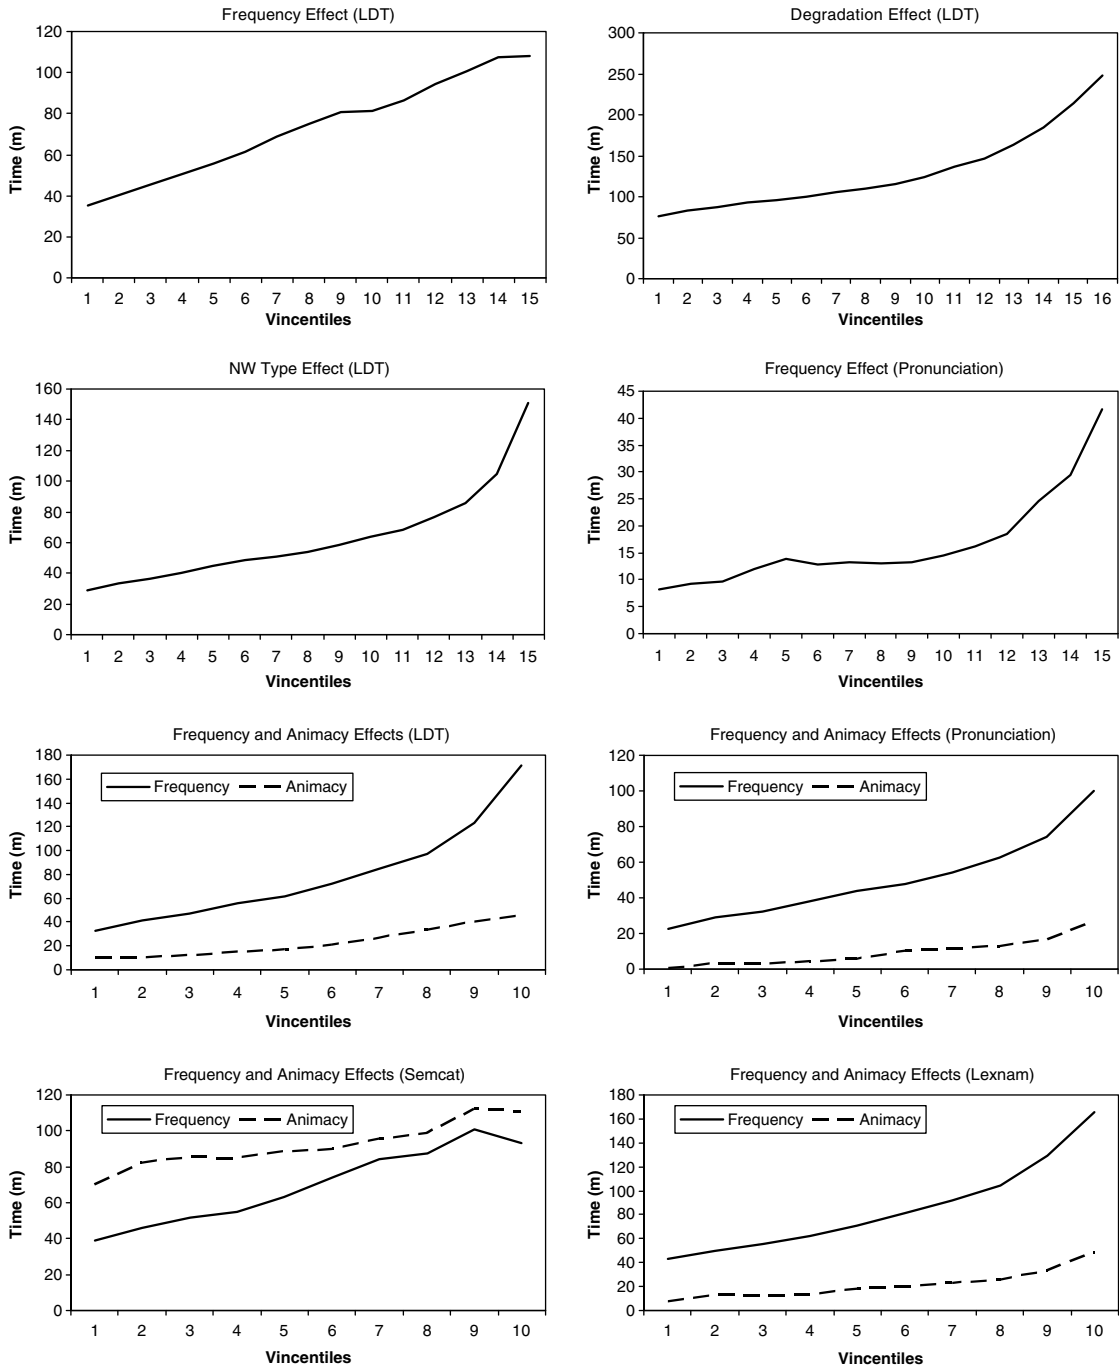 Frequency Effect (LDT)
Time (m)
120
100
80
60
40
20
0
1 2 3 4 5 6 7 8 9 10 11 12 13 14 15
Vincentiles
Degradation Effect (LDT)
Time (m)
300
250
200
150
100
50
0
1 2 3 4 5 6 7 8 9 10 11 12 13 14 15 16
Vincentiles
NW Type Effect (LDT)
Time (m)
160
140
120
100
80
60
40
20
0
1 2 3 4 5 6 7 8 9 10 11 12 13 14 15
Vincentiles
Frequency Effect (Pronunciation)
Time (m)
45
40
35
30
25
20
15
10
5
0
1 2 3 4 5 6 7 8 9 10 11 12 13 14 15
Vincentiles
Frequency and Animacy Effects (LDT)
Time (m)
180
160
140
120
100
80
60
40
20
0
Frequency Animacy
1 2 3 4 5 6 7 8 9 10
Vincentiles
Frequency and Animacy Effects (Pronunciation)
Time (m)
120
100
80
60
40
20
0
Frequency Animacy
1 2 3 4 5 6 7 8 9 10
Vincentiles
Frequency and Animacy Effects (Semcat)
Time (m)
120
100
80
60
40
20
0
Frequency Animacy
1 2 3 4 5 6 7 8 9 10
Vincentiles
Frequency and Animacy Effects (Lexnam)
Time (m)
180
160
140
120
100
80
60
40
20
0
Frequency Animacy
1 2 3 4 5 6 7 8 9 10
Vincentiles